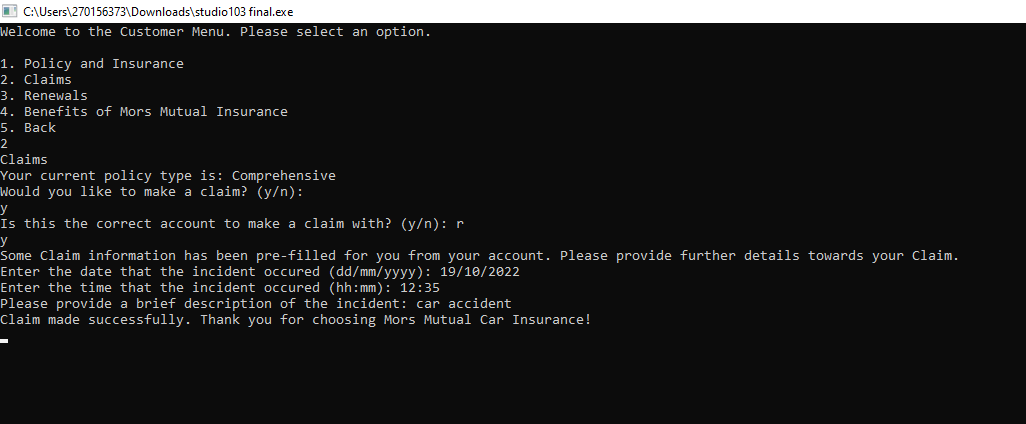 C:\Users\270156373\Downloads\studio103 final.exe
Welcome to the Customer Menu. Please select an option.
1. Policy and Insurance
2. Claims
3. Renewals
4. Benefits of Mors Mutual Insurance
5. Back
2
Claims
Your current policy type is: Comprehensive
Would you like to make a claim? (y/n):
y
Is this the correct account to make a claim with? (y/n): r
y
Some Claim information has been pre-filled for you from your account. Please provide further details towards your Claim.
Enter the date that the incident occured (dd/mm/yyyy): 19/10/2022
Enter the time that the incident occured (hh:mm): 12:35
Please provide a brief description of the incident: car accident
Claim made successfully. Thank you for choosing Mors Mutual Car Insurance!